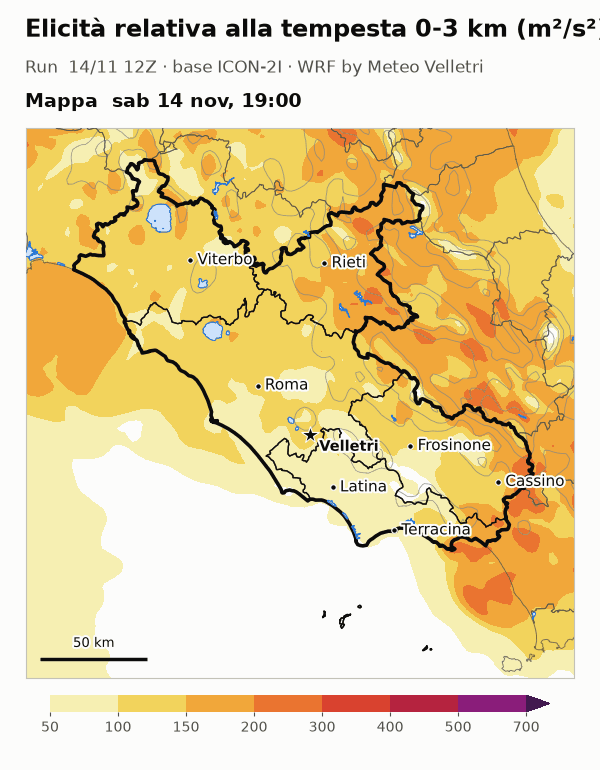 Elicità relativa alla tempesta 0-3 km (m²/s²)
Run  14/11 12Z · base ICON-2I · WRF by Meteo Velletri
Mappa  sab 14 nov, 19:00
Viterbo
Rieti
Roma
Velletri
Frosinone
Cassino
Latina
Terracina
50 km
50 100 150 200 300 400 500 700